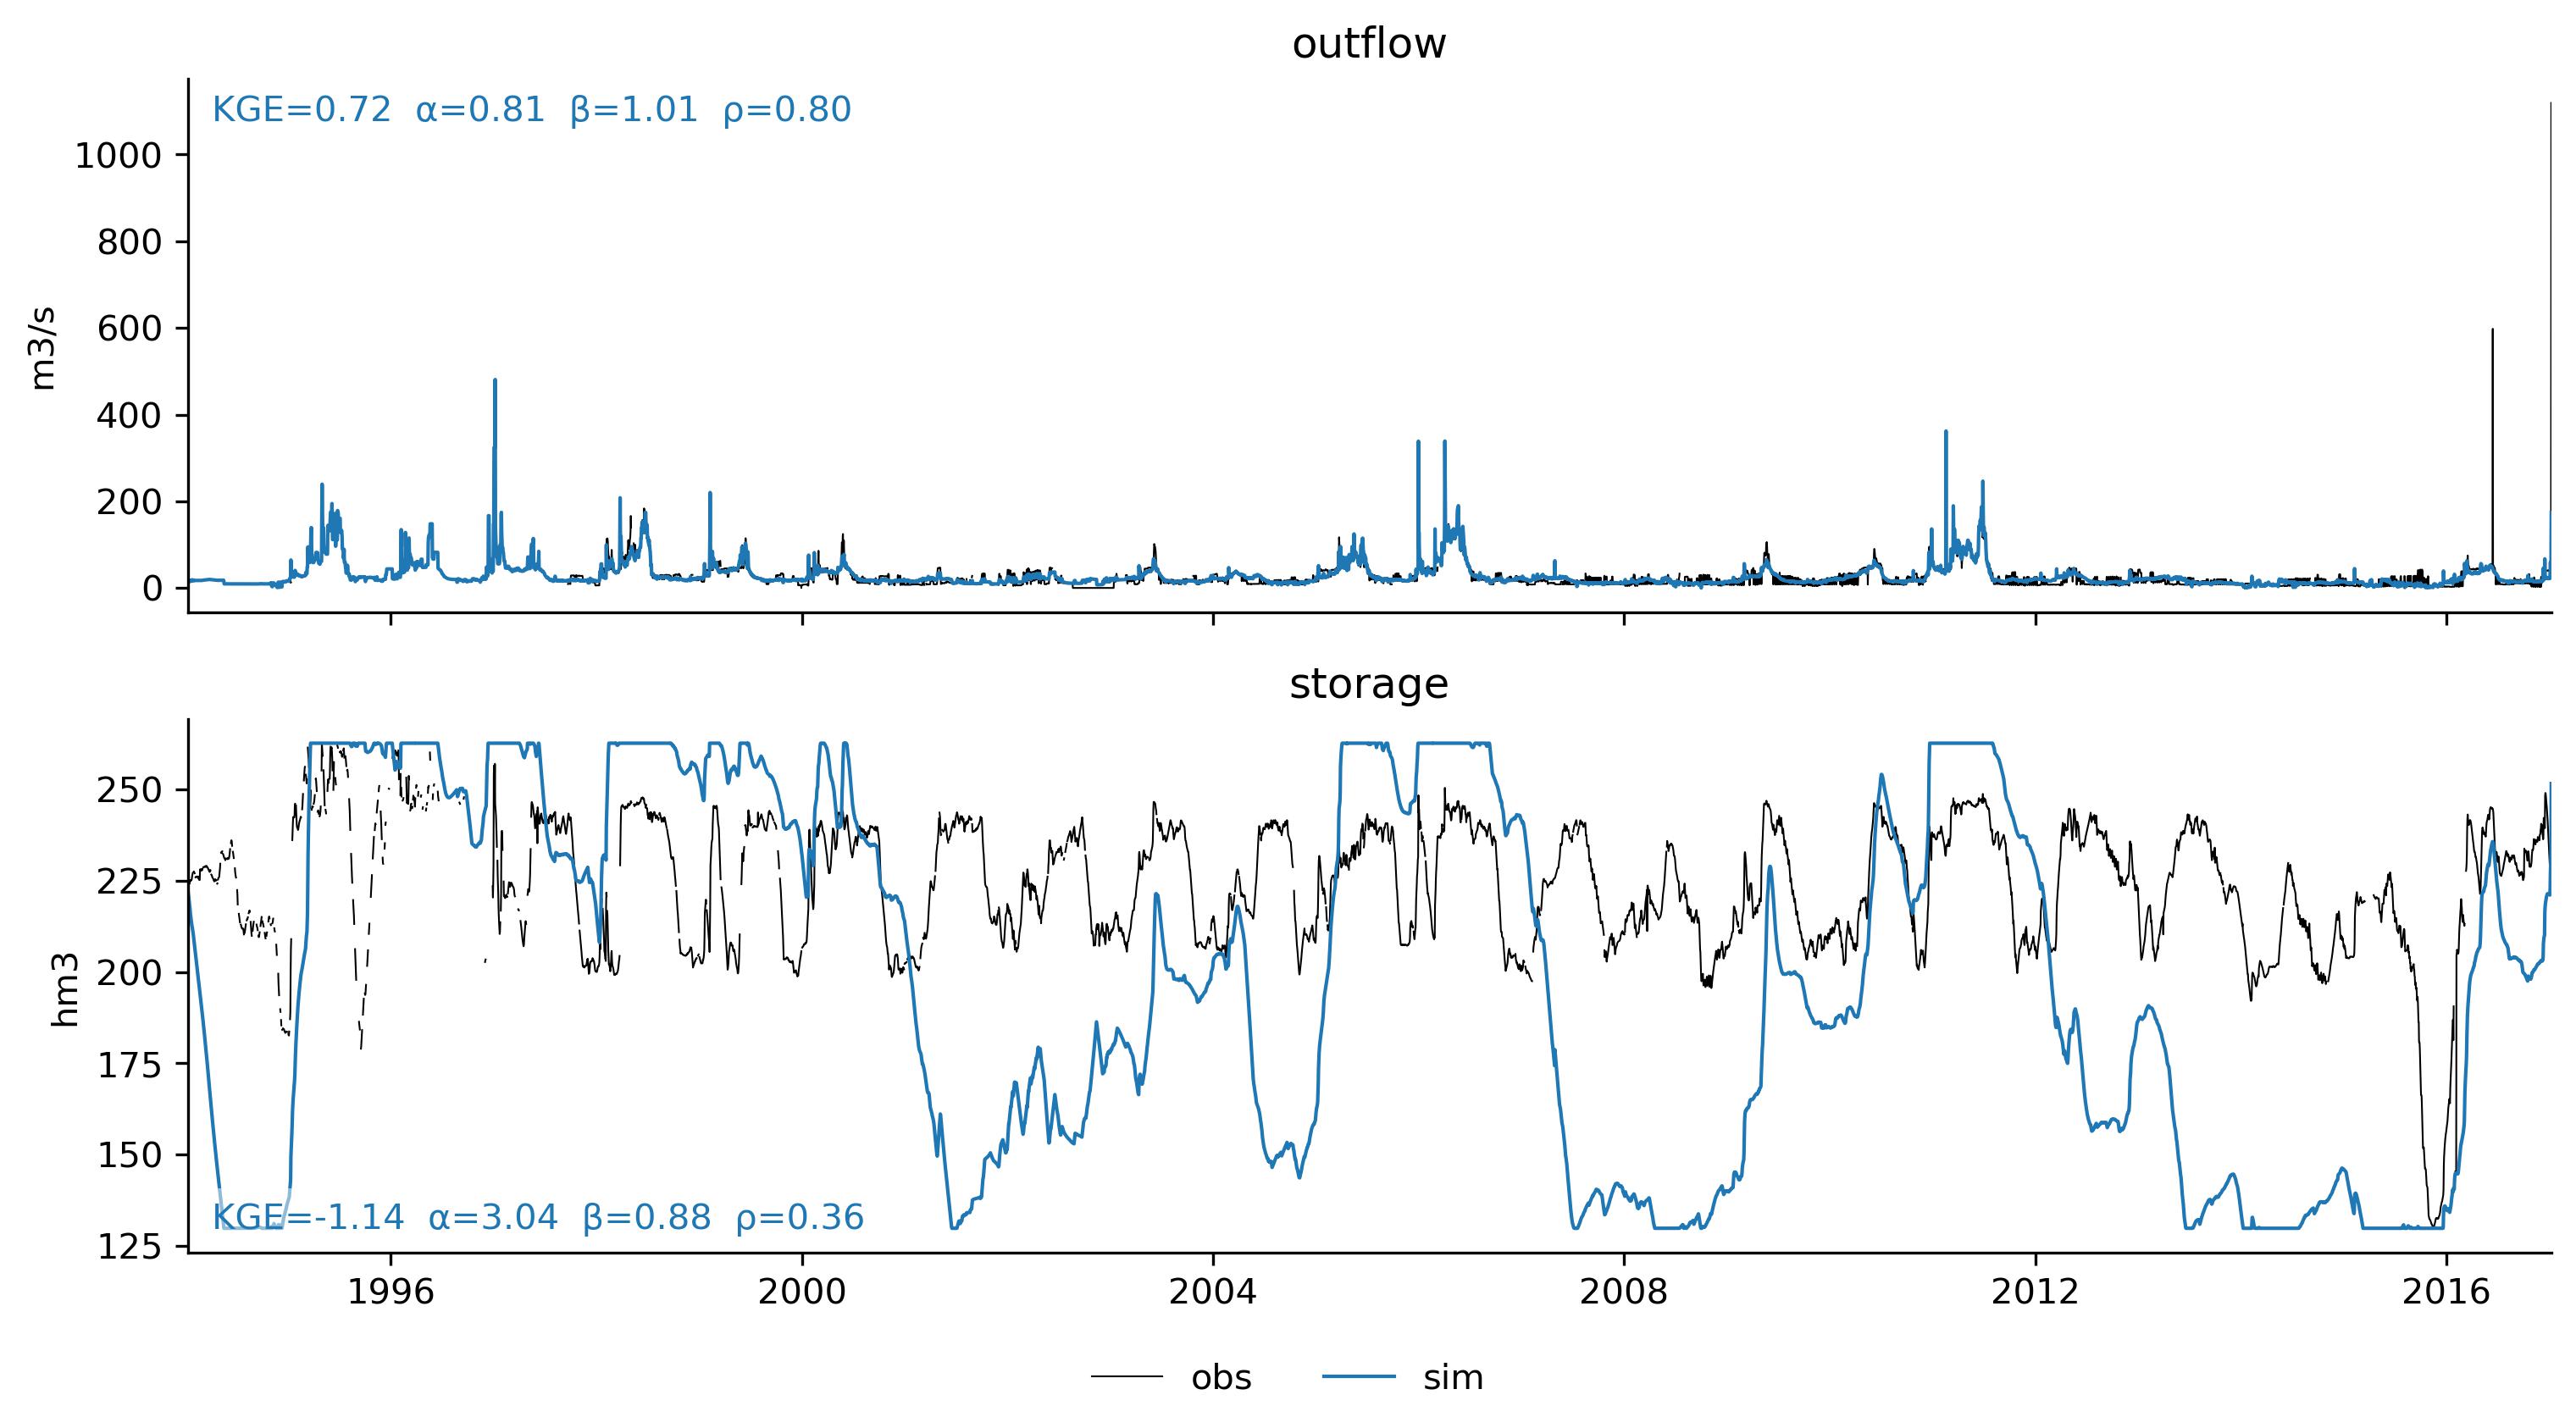 outflow
KGE=0.72 α=0.81 β=1.01 ρ=0.80
1000
800
600
400
200
0
m3/s
storage
250
225
200
175
150
125
hm3
KGE=-1.14 α=3.04 β=0.88 ρ=0.36
1996 2000 2004 2008 2012 2016
obs sim